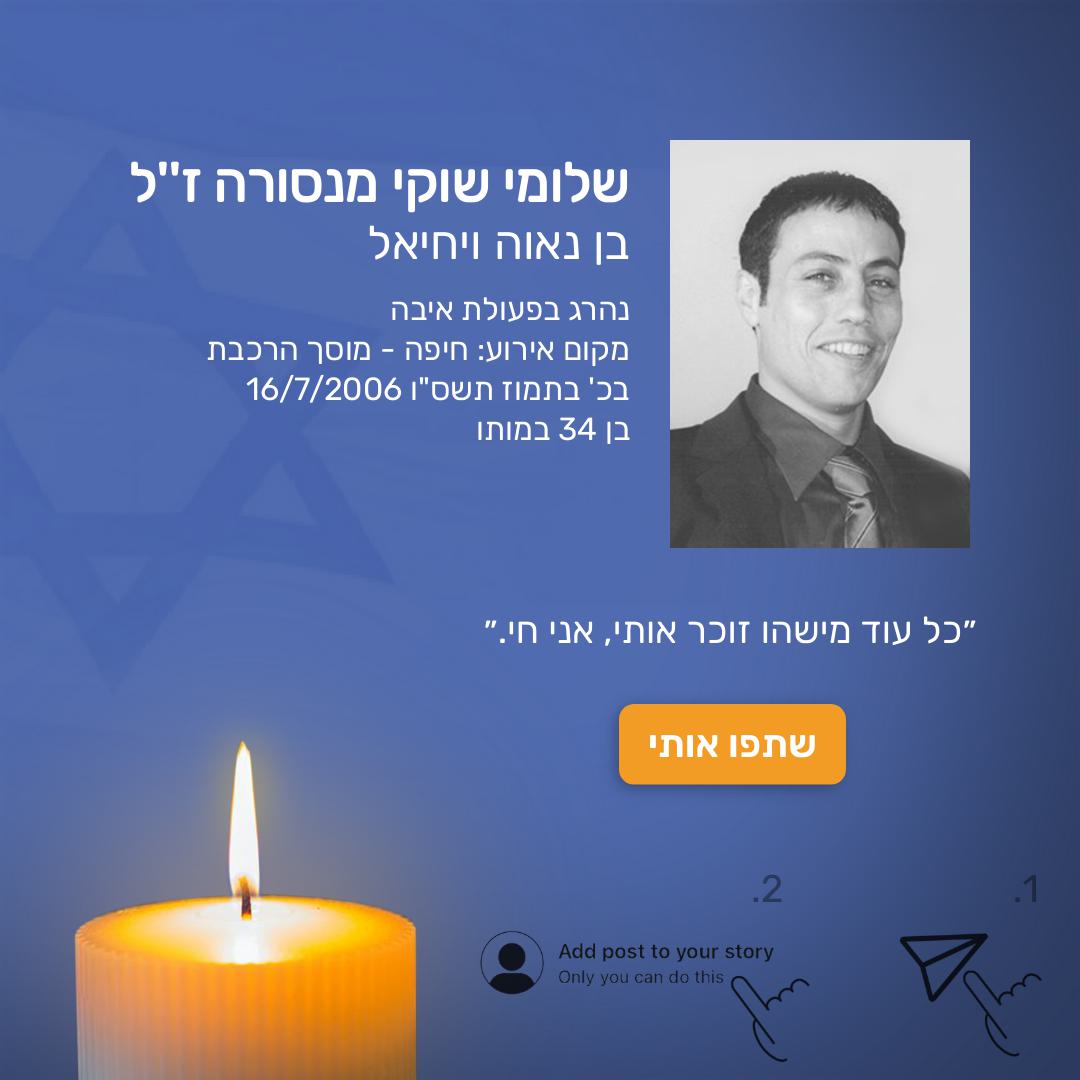 שלומי שוקי מנסורה ז"ל
בן נאוה ויחיאל
נהרג בפעולת איבה
מקום אירוע: חיפה - מוסך הרכבת
בכ' בתמוז תשס"ו 16/7/2006
בן 34 במותו
״כל עוד מישהו זוכר אותי, אני חי.״
שתפו אותי
1.
2.
Add post to your story
Only you can do this